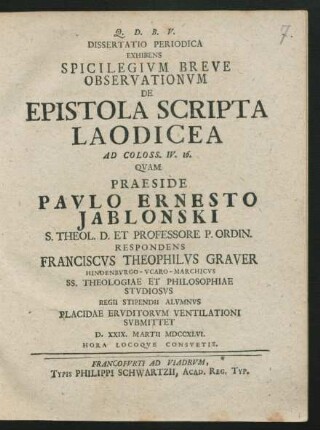 7.
Q. D. B. V.
DISSERTATIO PERIODICA
EXHIBENS
SPICILEGIVM BREVE
OBSERVATIONVM
DE
EPISTOLA SCRIPTA
LAODICEA
AD COLOSS. IV. 16.
QVAM
PRAESIDE
PAVLO ERNESTO
JABLONSKI
S. THEOL. D. ET PROFESSORE P. ORDIN.
RESPONDENS
FRANCISCVS THEOPHILVS GRAVER
HINDENBVRGO-VCARO-MARCHICVS
SS. THEOLOGIAE ET PHILOSOPHIAE
STVDIOSVS
REGII STIPENDII ALVMNVS
PLACIDAE ERVDITORVM VENTILATIONI
SVBMITTET
D. XXIX. MARTII MDCCXLVI.
HORA LOCOQVE CONSVETIS.
FRANCOFVRTI AD VIADRVM,
TYPIS PHILIPPI SCHWARTZII, ACAD. REG. TYP.